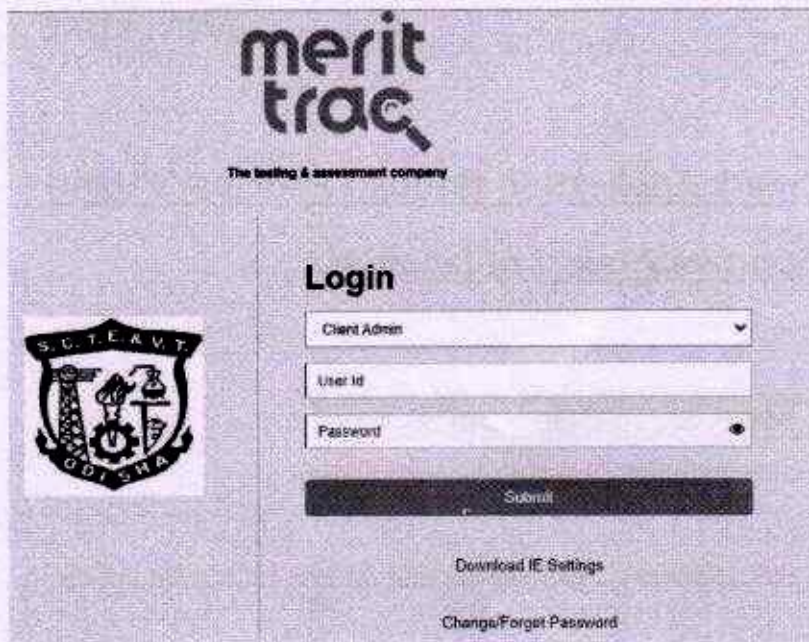 merit
trac
The testing & assessment company
Login
S. C. T. E. & V. T.
ODISHA
Client Admin
User Id
Password
Submit
Download IE Settings
Change/Forget Password